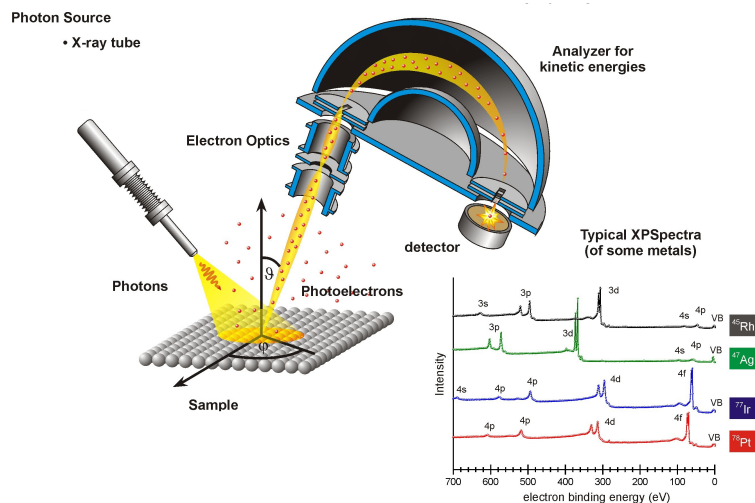 Photon Source
• X-ray tube
Analyzer for
kinetic energies
Electron Optics
detector
Typical XPSpectra
(of some metals)
Photons
ϑ
Photoelectrons
φ
Sample
3s
3p
3d
4s
4p
VB
45Rh
3p
3d
4s
4p
VB
47Ag
4s
4p
4p
4d
4f
VB
77Ir
4p
4p
4d
4f
VB
78Pt
Intensity
700 600 500 400 300 200 100 0
electron binding energy (eV)